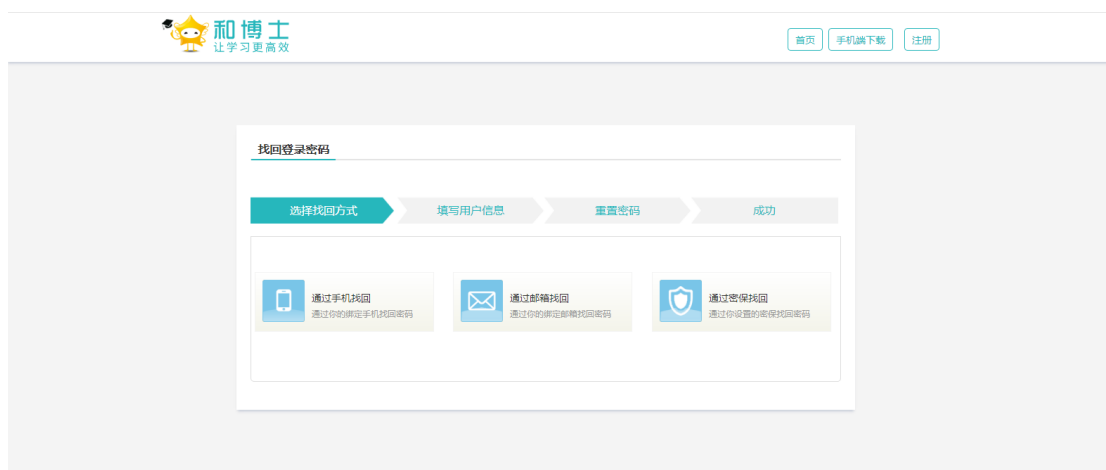 和博士
让学习更高效
首页 手机端下载 注册
找回登录密码
选择找回方式 填写用户信息 重置密码 成功
通过手机找回
通过你的绑定手机找回密码
通过邮箱找回
通过你的绑定邮箱找回密码
通过密保找回
通过你设置的密保找回密码